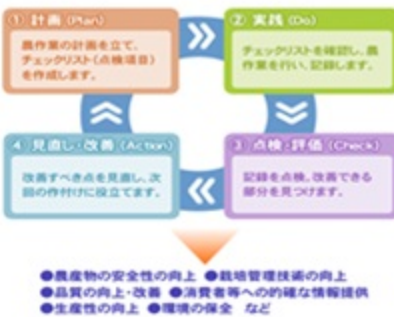 ① 計画 (Plan)
農作業の計画を立て、
チェックリスト(点検項目)
を作成します。
② 実践 (Do)
チェックリストを確認し、農
作業を行い、記録します。
3 点検・評価 (Check)
記録を点検。改善できる
部分を見つけます。
4 見直し・改善 (Action)
改善すべき点を見直し、次
回の作付けに役立てます。
●農産物の安全性の向上 ●栽培管理技術の向上
●品質の向上・改善 ●消費者等への的確な情報提供
●生産性の向上 ●環境の保全 など